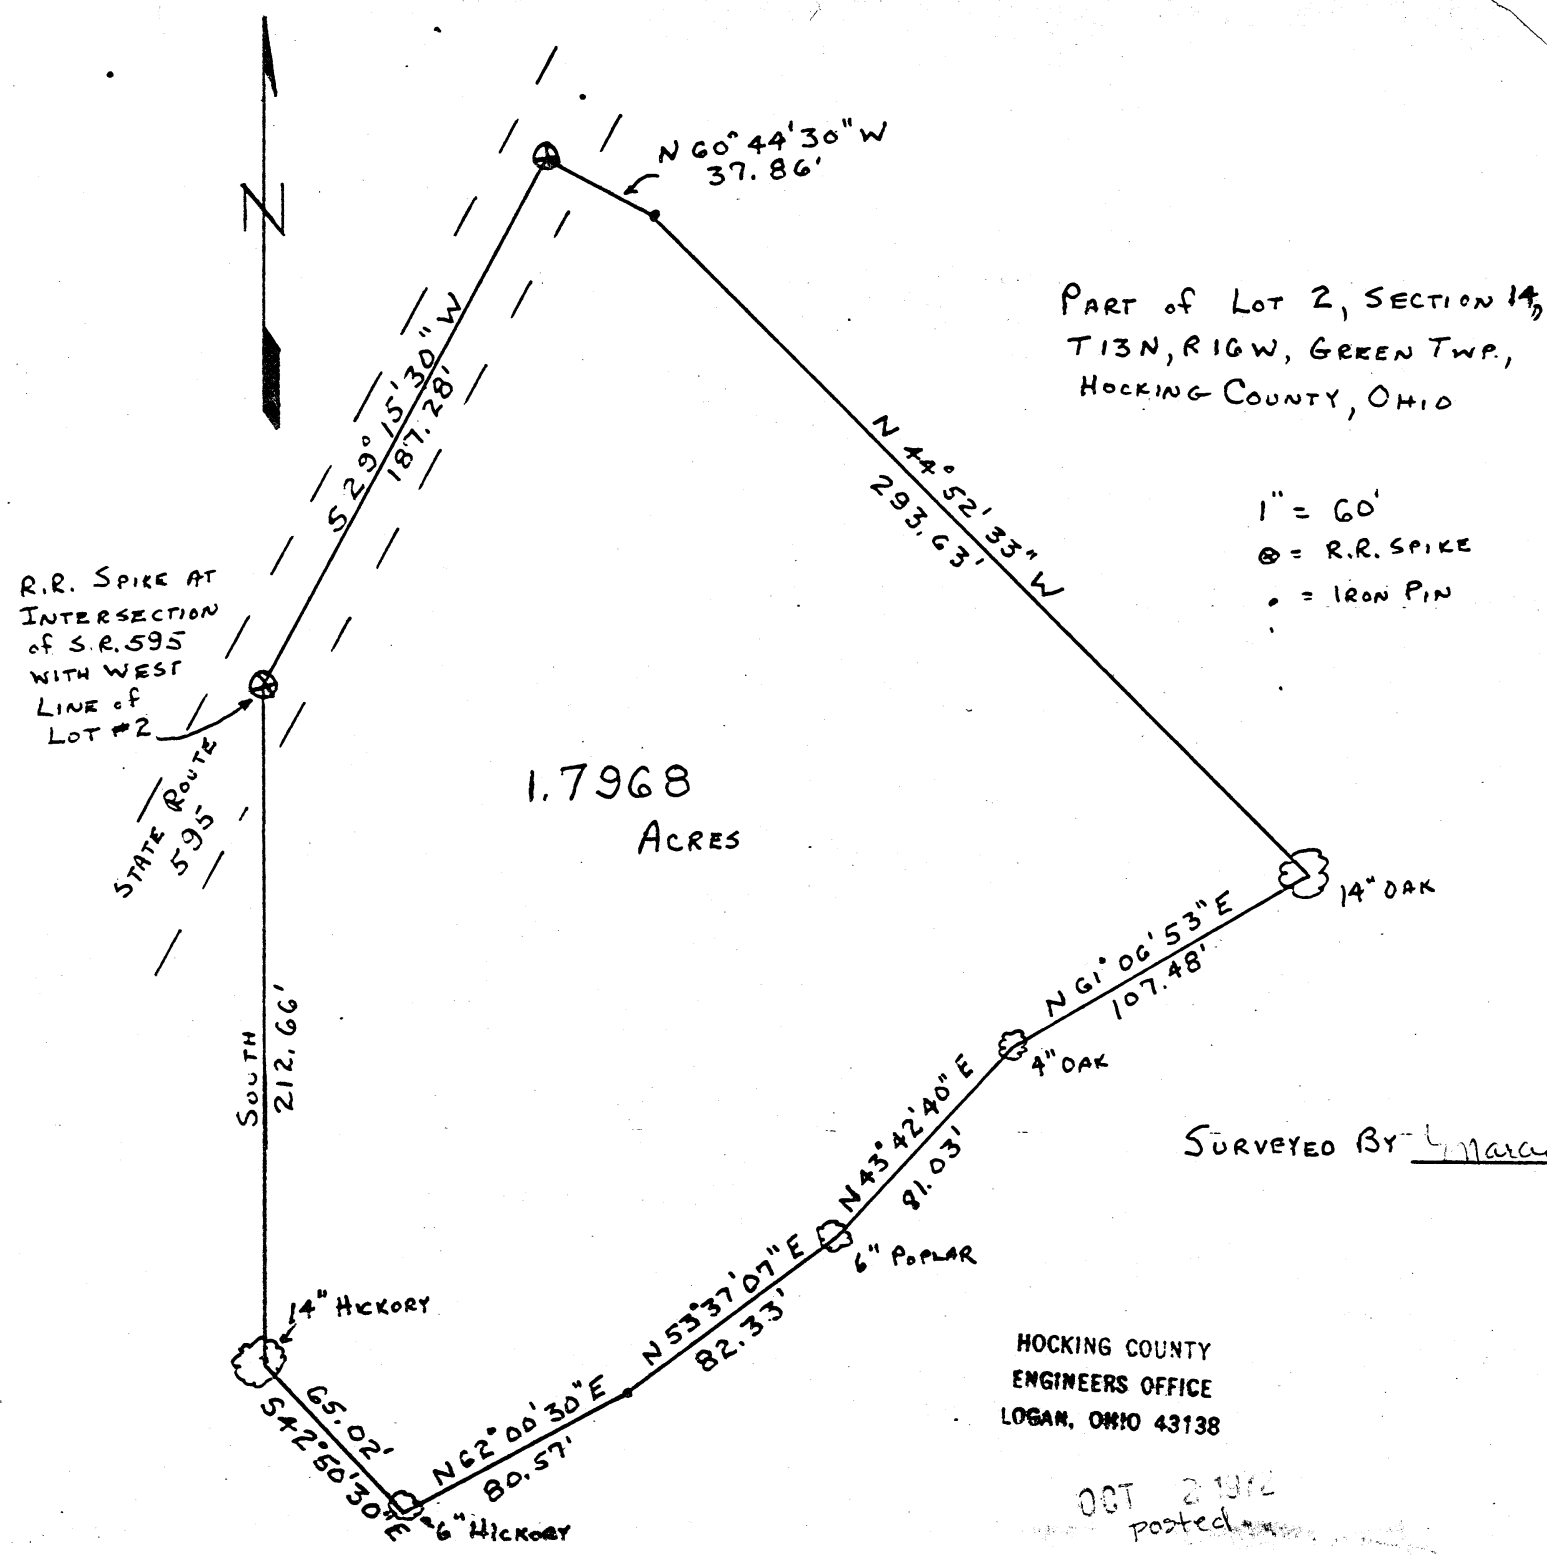 N
N 60° 44' 30" W
37.86'
S 29° 15' 30" W
187.28'
N 44° 52' 33" W
293.63'
PART of LOT 2, SECTION 14,
T13N, R16W, GREEN TWP.,
HOCKING COUNTY, OHIO
1" = 60'
⊗ = R.R. SPIKE
• = IRON PIN
R.R. SPIKE AT
INTERSECTION
of S.R. 595
WITH WEST
LINE of
LOT #2
STATE ROUTE
595
1.7968
ACRES
14" OAK
N 61° 06' 53" E
107.48'
4" OAK
SOUTH
212.66'
N 43° 42' 40" E
81.03'
SURVEYED BY
6" POPLAR
N 53° 37' 07" E
82.33'
14" HICKORY
65.02'
S 42° 50' 30" E
N 62° 00' 30" E
80.57'
6" HICKORY
HOCKING COUNTY
ENGINEERS OFFICE
LOGAN, OHIO 43138
OCT 2 1972
posted